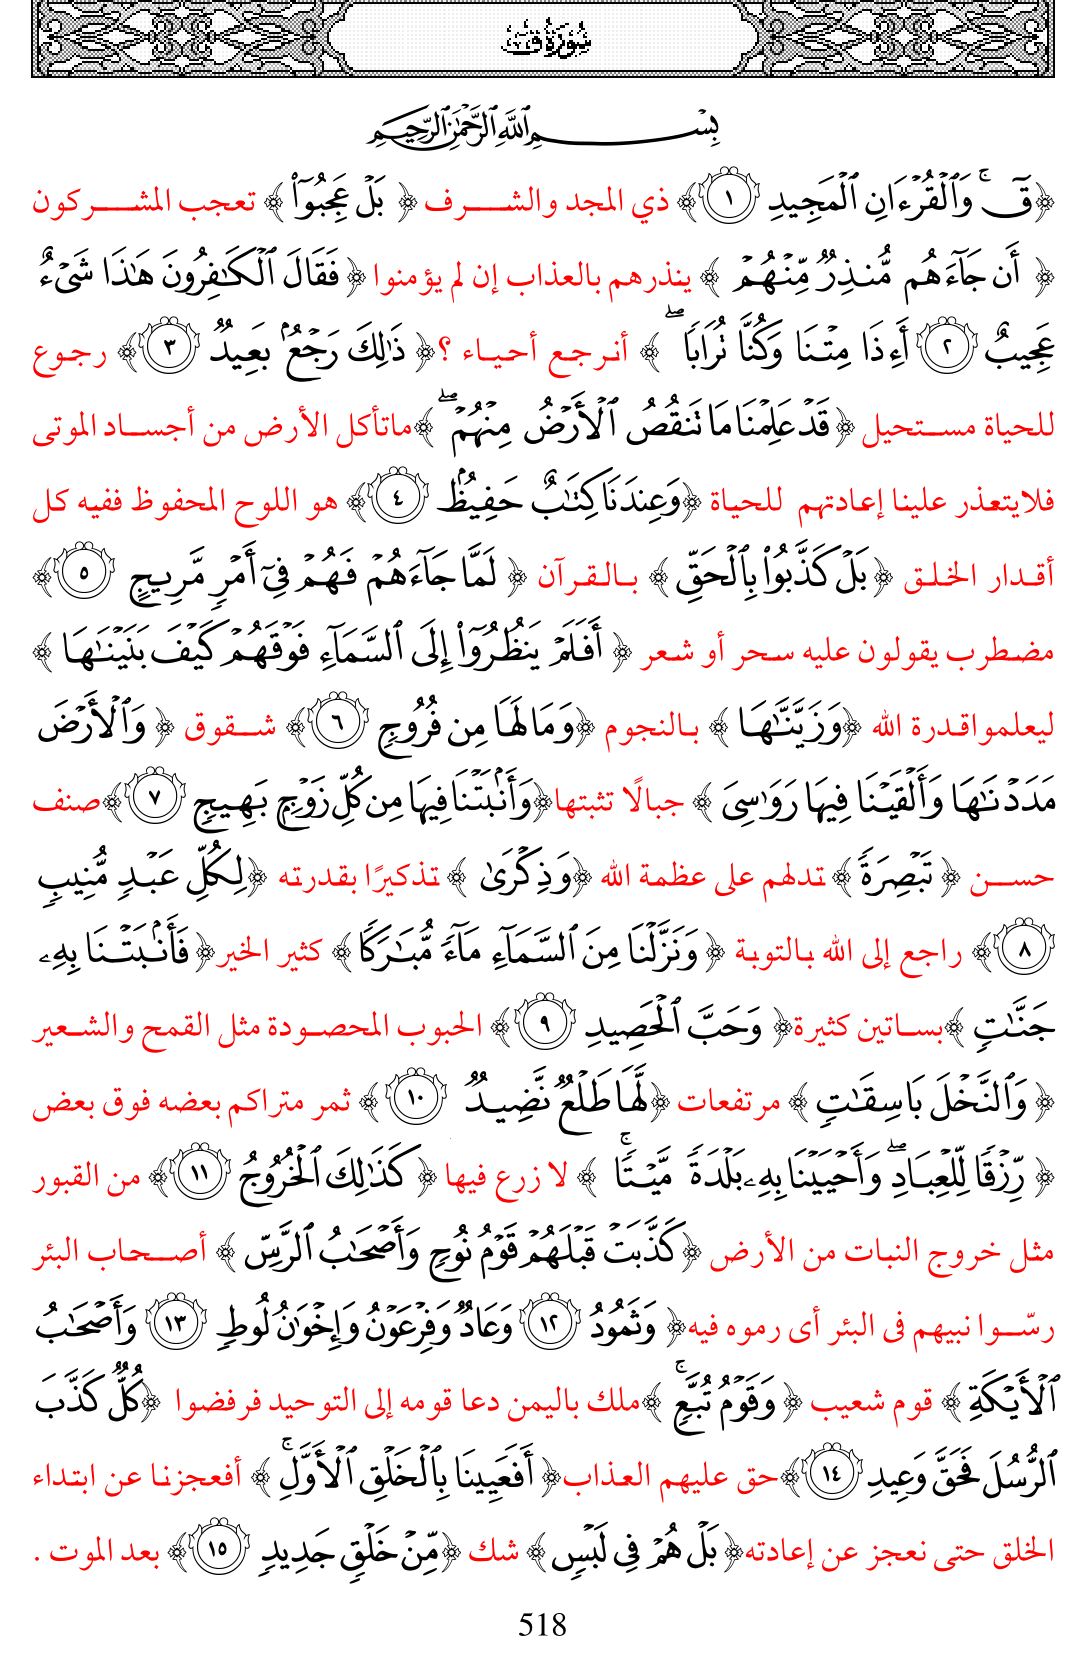 سُورَةُ ق
بِسْمِ ٱللَّهِ ٱلرَّحْمَٰنِ ٱلرَّحِيمِ
﴿قٓ ۚ وَٱلْقُرْءَانِ ٱلْمَجِيدِ ١﴾ ذي المجد والشرف ﴿ بَلْ عَجِبُوٓا۟ ﴾ تعجب المشركون
﴿ أَن جَآءَهُم مُّنذِرٌ مِّنْهُمْ ﴾ ينذرهم بالعذاب إن لم يؤمنوا ﴿ فَقَالَ ٱلْكَٰفِرُونَ هَٰذَا شَىْءٌ
عَجِيبٌ ٢ أَءِذَا مِتْنَا وَكُنَّا تُرَابًا ۖ ﴾ أنرجع أحياء ؟﴿ ذَٰلِكَ رَجْعٌۢ بَعِيدٌ ٣﴾ رجوع
للحياة مستحيل ﴿قَدْ عَلِمْنَا مَا تَنقُصُ ٱلْأَرْضُ مِنْهُمْ ۖ ﴾ماتأكل الأرض من أجساد الموتى
فلايتعذر علينا إعادتهم للحياة ﴿وَعِندَنَا كِتَٰبٌ حَفِيظٌۢ ٤﴾ هو اللوح المحفوظ ففيه كل
أقدار الخلق ﴿بَلْ كَذَّبُوا۟ بِٱلْحَقِّ ﴾ بالقرآن ﴿ لَمَّا جَآءَهُمْ فَهُمْ فِىٓ أَمْرٍ مَّرِيجٍ ٥﴾
مضطرب يقولون عليه سحر أو شعر ﴿ أَفَلَمْ يَنظُرُوٓا۟ إِلَى ٱلسَّمَآءِ فَوْقَهُمْ كَيْفَ بَنَيْنَٰهَا ﴾
ليعلمواقدرة الله ﴿وَزَيَّنَّٰهَا ﴾ بالنجوم ﴿وَمَا لَهَا مِن فُرُوجٍ ٦﴾ شقوق ﴿ وَٱلْأَرْضَ
مَدَدْنَٰهَا وَأَلْقَيْنَا فِيهَا رَوَٰسِىَ ﴾ جبالًا تثبتها﴿وَأَنۢبَتْنَا فِيهَا مِن كُلِّ زَوْجٍۭ بَهِيجٍ ٧﴾صنف
حسن ﴿ تَبْصِرَةً ﴾ تدلهم على عظمة الله ﴿وَذِكْرَىٰ ﴾ تذكيرًا بقدرته ﴿لِكُلِّ عَبْدٍ مُّنِيبٍ
٨﴾ راجع إلى الله بالتوبة ﴿ وَنَزَّلْنَا مِنَ ٱلسَّمَآءِ مَآءً مُّبَٰرَكًا ﴾ كثير الخير﴿ فَأَنۢبَتْنَا بِهِۦ
جَنَّٰتٍ ﴾بساتين كثيرة﴿ وَحَبَّ ٱلْحَصِيدِ ٩﴾ الحبوب المحصودة مثل القمح والشعير
﴿ وَٱلنَّخْلَ بَاسِقَٰتٍ ﴾ مرتفعات ﴿لَّهَا طَلْعٌ نَّضِيدٌ ١٠﴾ ثمر متراكم بعضه فوق بعض
﴿ رِّزْقًا لِّلْعِبَادِ ۖ وَأَحْيَيْنَا بِهِۦ بَلْدَةً مَّيْتًا ۚ ﴾ لا زرع فيها ﴿ كَذَٰلِكَ ٱلْخُرُوجُ ١١﴾ من القبور
مثل خروج النبات من الأرض ﴿كَذَّبَتْ قَبْلَهُمْ قَوْمُ نُوحٍ وَأَصْحَٰبُ ٱلرَّسِّ ﴾ أصحاب البئر
رسّوا نبيهم فى البئر أى رموه فيه﴿ وَثَمُودُ ١٢ وَعَادٌ وَفِرْعَوْنُ وَإِخْوَٰنُ لُوطٍ ١٣ وَأَصْحَٰبُ
ٱلْأَيْكَةِ ﴾ قوم شعيب ﴿ وَقَوْمُ تُبَّعٍ ۚ ﴾ملك باليمن دعا قومه إلى التوحيد فرفضوا ﴿كُلٌّ كَذَّبَ
ٱلرُّسُلَ فَحَقَّ وَعِيدِ ١٤﴾حق عليهم العذاب﴿ أَفَعَيِينَا بِٱلْخَلْقِ ٱلْأَوَّلِ ۚ ﴾ أفعجزنا عن ابتداء
الخلق حتى نعجز عن إعادته﴿ بَلْ هُمْ فِى لَبْسٍ ﴾ شك ﴿مِّنْ خَلْقٍ جَدِيدٍ ١٥﴾ بعد الموت .
518